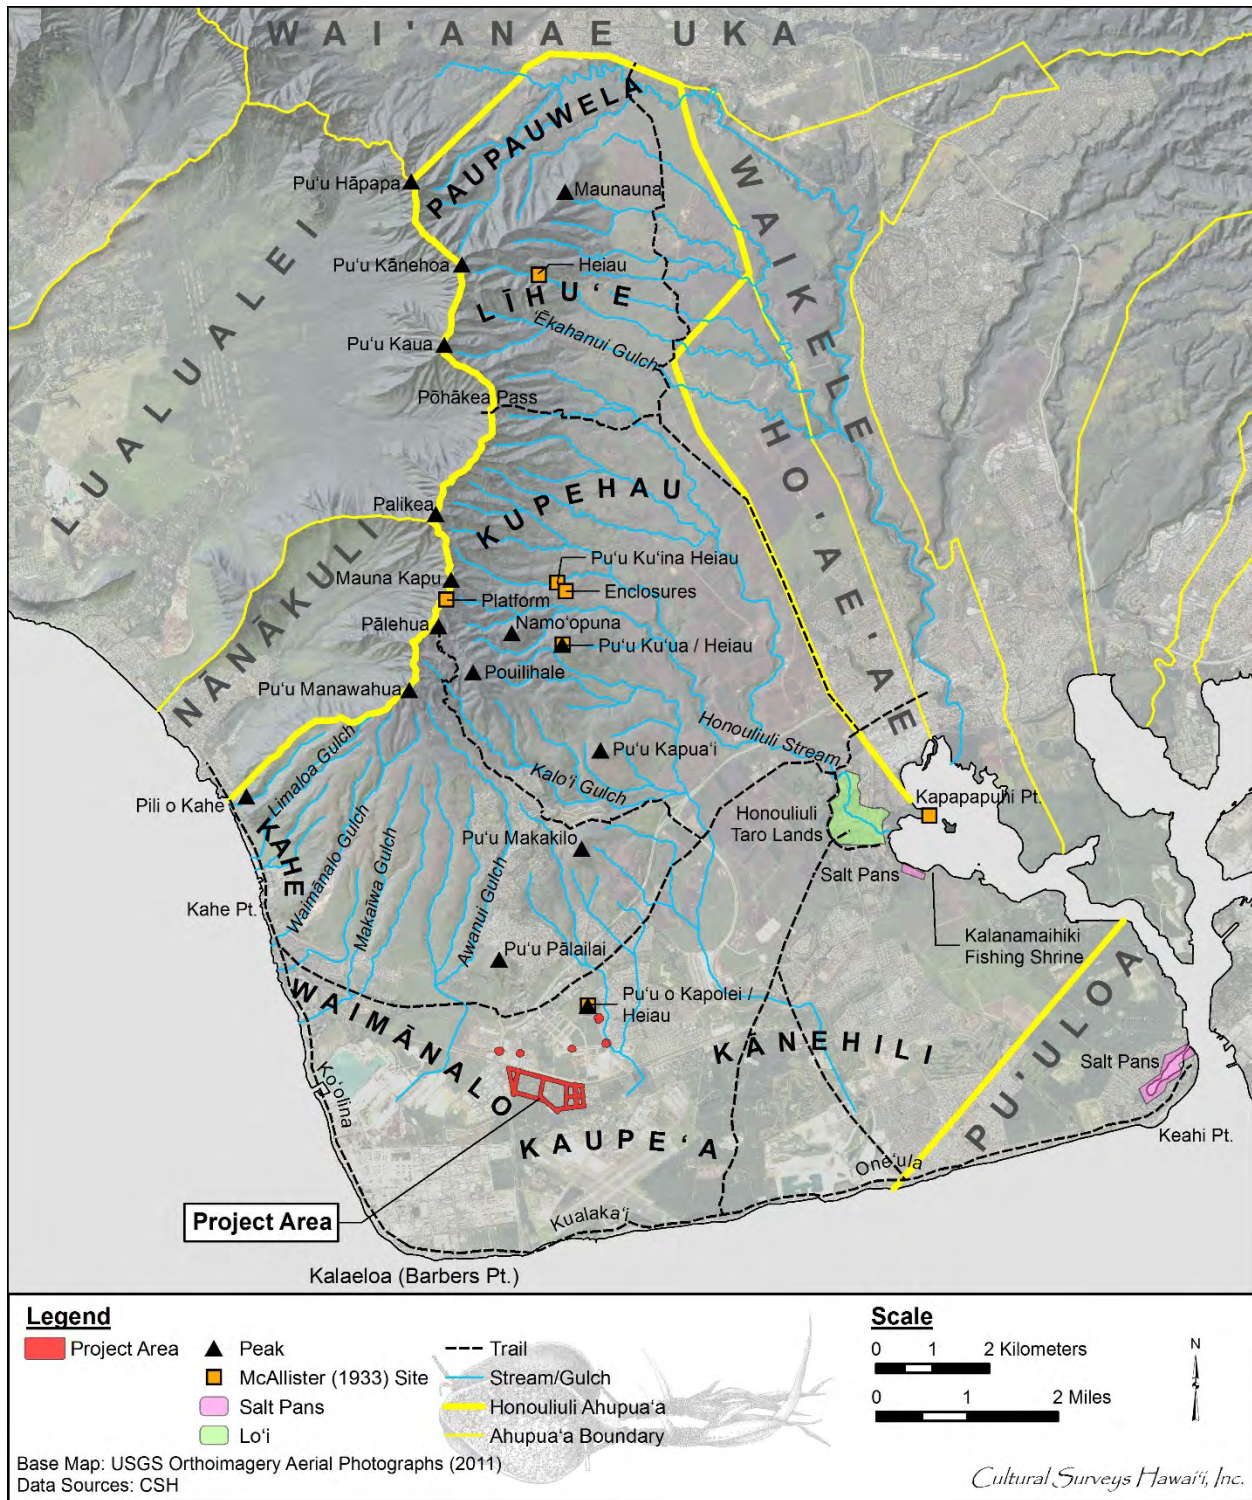 WAI'ANAE UKA
PAUPAUWELA
Pu‘u Hāpapa
Maunauna
WAIKELE
LUALUALEI
Pu‘u Kānehoa
Heiau
LĪHU‘E
‘Ēkahanui Gulch
Pu‘u Kaua
Pōhākea Pass
HO'AE'AE
KUPEHAU
Palikea
NĀNĀKULI
Mauna Kapu
Pu‘u Ku‘ina Heiau
Platform
Enclosures
Pālehua
Namo‘opuna
Pu‘u Ku‘ua / Heiau
Pouilihale
Pu‘u Manawahua
Honouliuli Stream
Limaloa Gulch
Pu‘u Kapua‘i
Kalo‘i Gulch
Pili o Kahe
Kapapapuhi Pt.
Honouliuli
Taro Lands
KAHE
Pu‘u Makakilo
Waimānalo Gulch
Makaīwa Gulch
Awanui Gulch
Salt Pans
Kahe Pt.
Kalanamaihiki
Fishing Shrine
Pu‘u Pālailai
WAIMĀNALO
Pu‘u o Kapolei /
Heiau
KĀNEHILI
PU'ULOA
Salt Pans
Ko‘olina
KAUPE‘A
Keahi Pt.
One‘ula
Project Area
Kualaka‘i
Kalaeloa (Barbers Pt.)
Legend
Project Area
Peak
McAllister (1933) Site
Salt Pans
Lo‘i
Trail
Stream/Gulch
Honouliuli Ahupua‘a
Ahupua‘a Boundary
Scale
0 1 2 Kilometers
0 1 2 Miles
N
Base Map: USGS Orthoimagery Aerial Photographs (2011)
Data Sources: CSH
Cultural Surveys Hawai‘i, Inc.